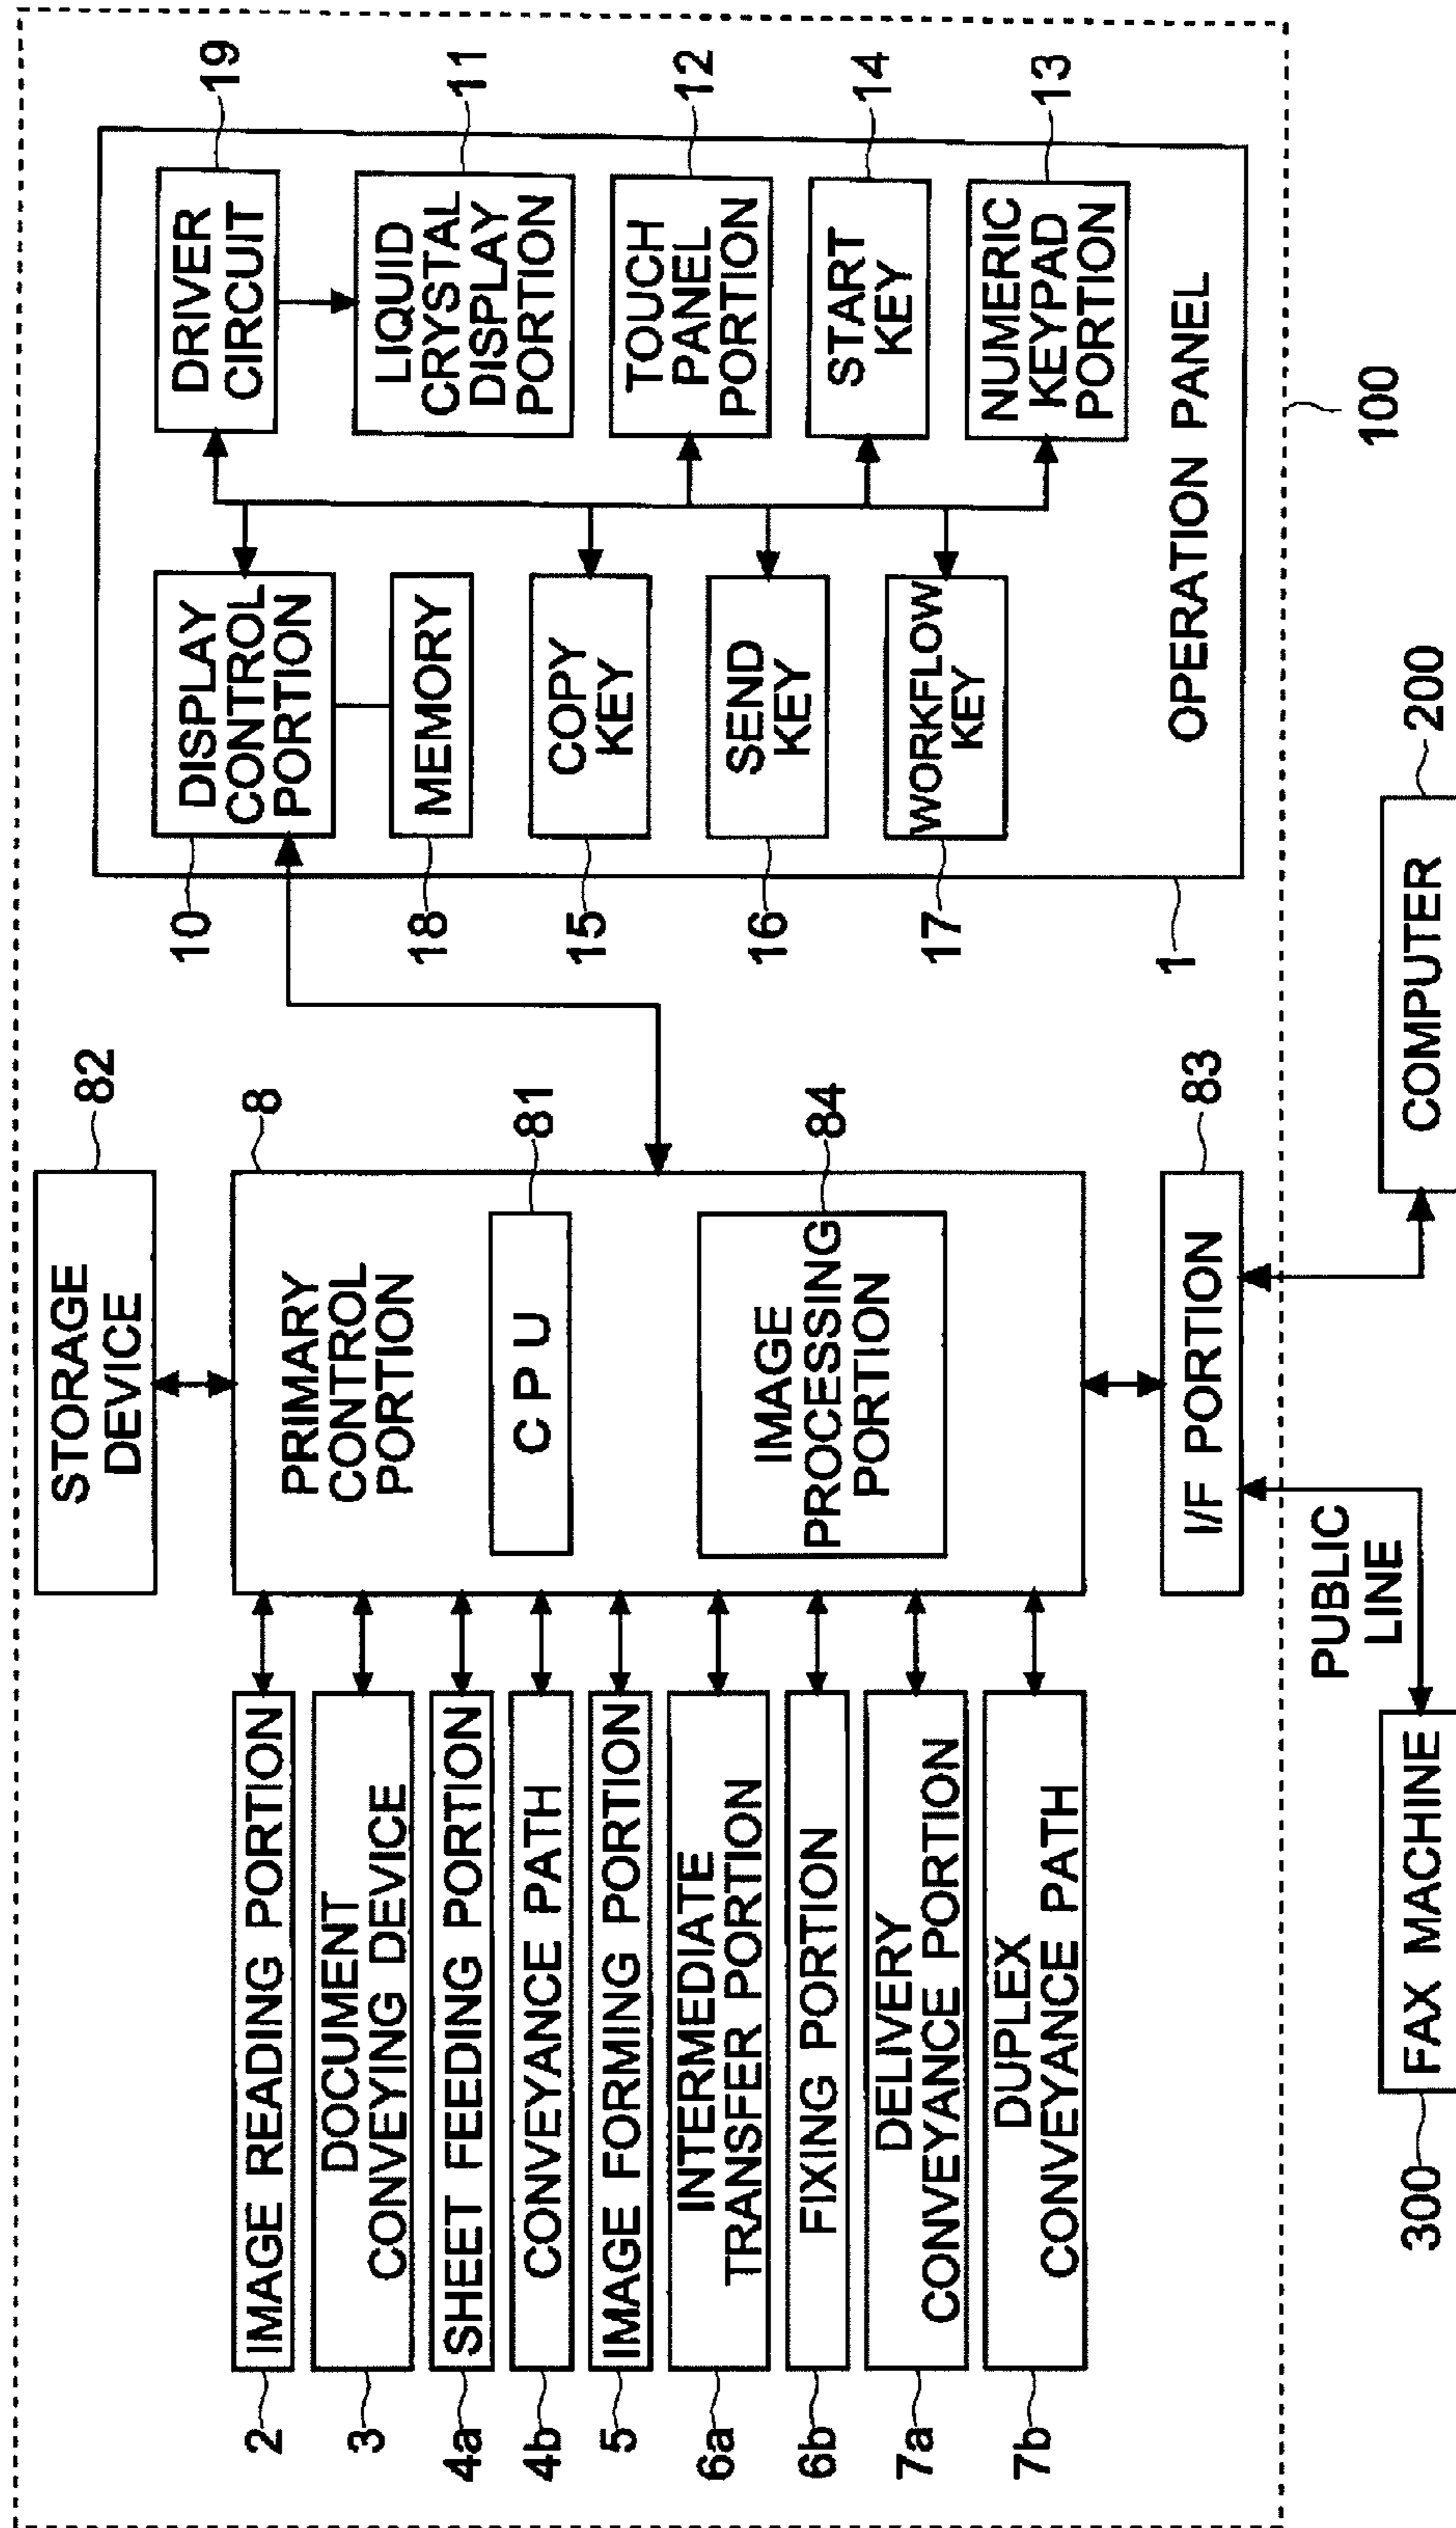 100
STORAGE
DEVICE
82
2
IMAGE READING PORTION
3
DOCUMENT
CONVEYING DEVICE
4a
SHEET FEEDING PORTION
4b
CONVEYANCE PATH
5
IMAGE FORMING PORTION
6a
INTERMEDIATE
TRANSFER PORTION
6b
FIXING PORTION
7a
DELIVERY
CONVEYANCE PORTION
7b
DUPLEX
CONVEYANCE PATH
8
PRIMARY
CONTROL
PORTION
81
CPU
84
IMAGE
PROCESSING
PORTION
83
I/F PORTION
10
DISPLAY
CONTROL
PORTION
18
MEMORY
15
COPY
KEY
16
SEND
KEY
17
WORKFLOW
KEY
19
DRIVER
CIRCUIT
11
LIQUID
CRYSTAL
DISPLAY
PORTION
12
TOUCH
PANEL
PORTION
14
START
KEY
13
NUMERIC
KEYPAD
PORTION
OPERATION PANEL
1
PUBLIC
LINE
300
FAX MACHINE
COMPUTER
200